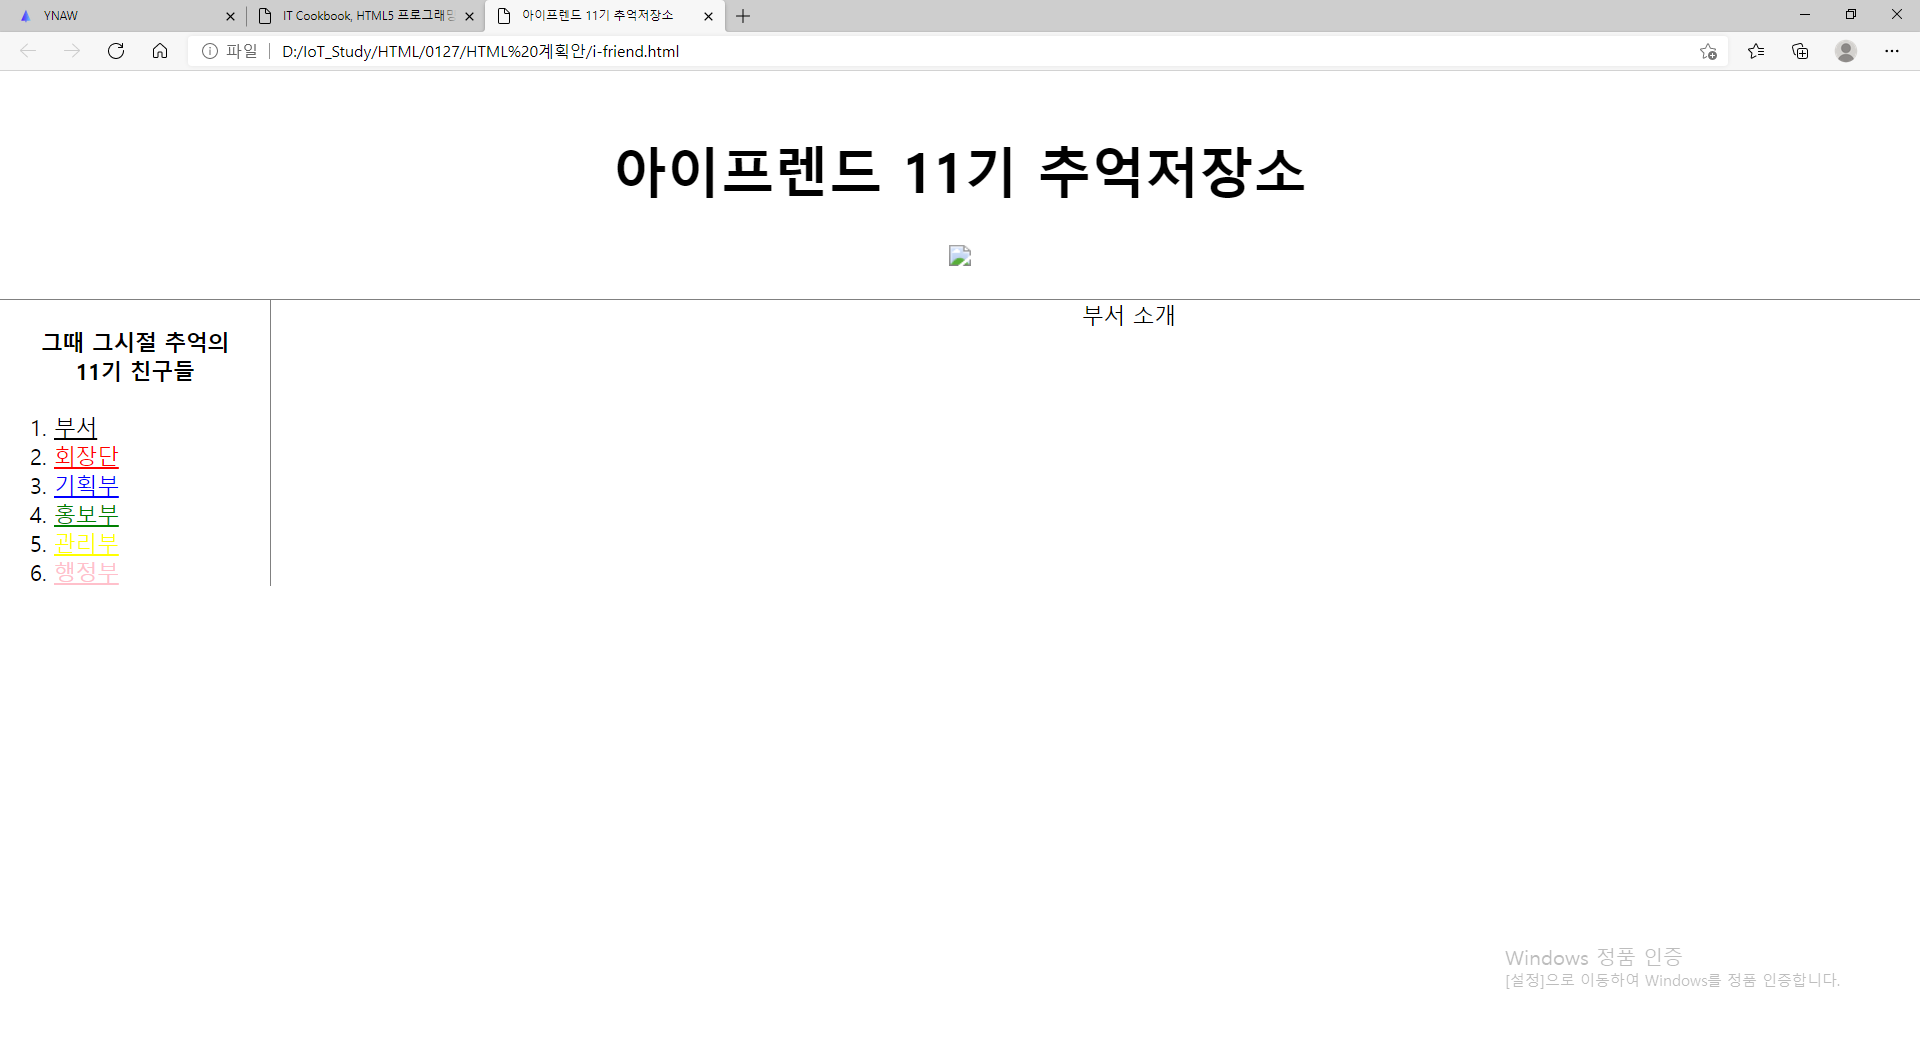 YNAW
IT Cookbook, HTML5 프로그래밍
아이프렌드 11기 추억저장소
파일
D:/IoT_Study/HTML/0127/HTML%20계획안/i-friend.html
아이프렌드 11기 추억저장소
부서 소개
그때 그시절 추억의
11기 친구들
1. 부서
2. 회장단
3. 기획부
4. 홍보부
5. 관리부
6. 행정부
Windows 정품 인증
[설정]으로 이동하여 Windows를 정품 인증합니다.